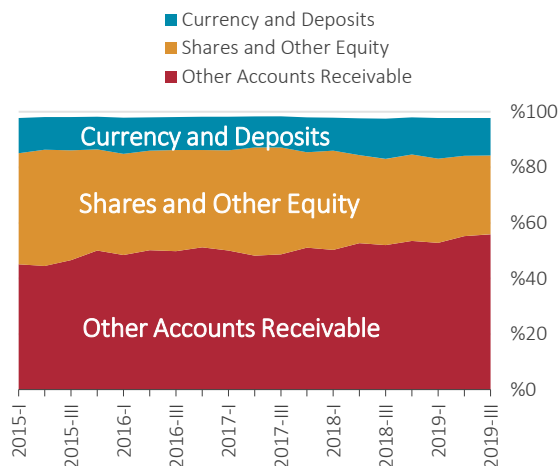 Currency and Deposits
Shares and Other Equity
Other Accounts Receivable
%100
Currency and Deposits
%80
Shares and Other Equity
%60
%40
Other Accounts Receivable
%20
%0
2015-I
2015-III
2016-I
2016-III
2017-I
2017-III
2018-I
2018-III
2019-I
2019-III